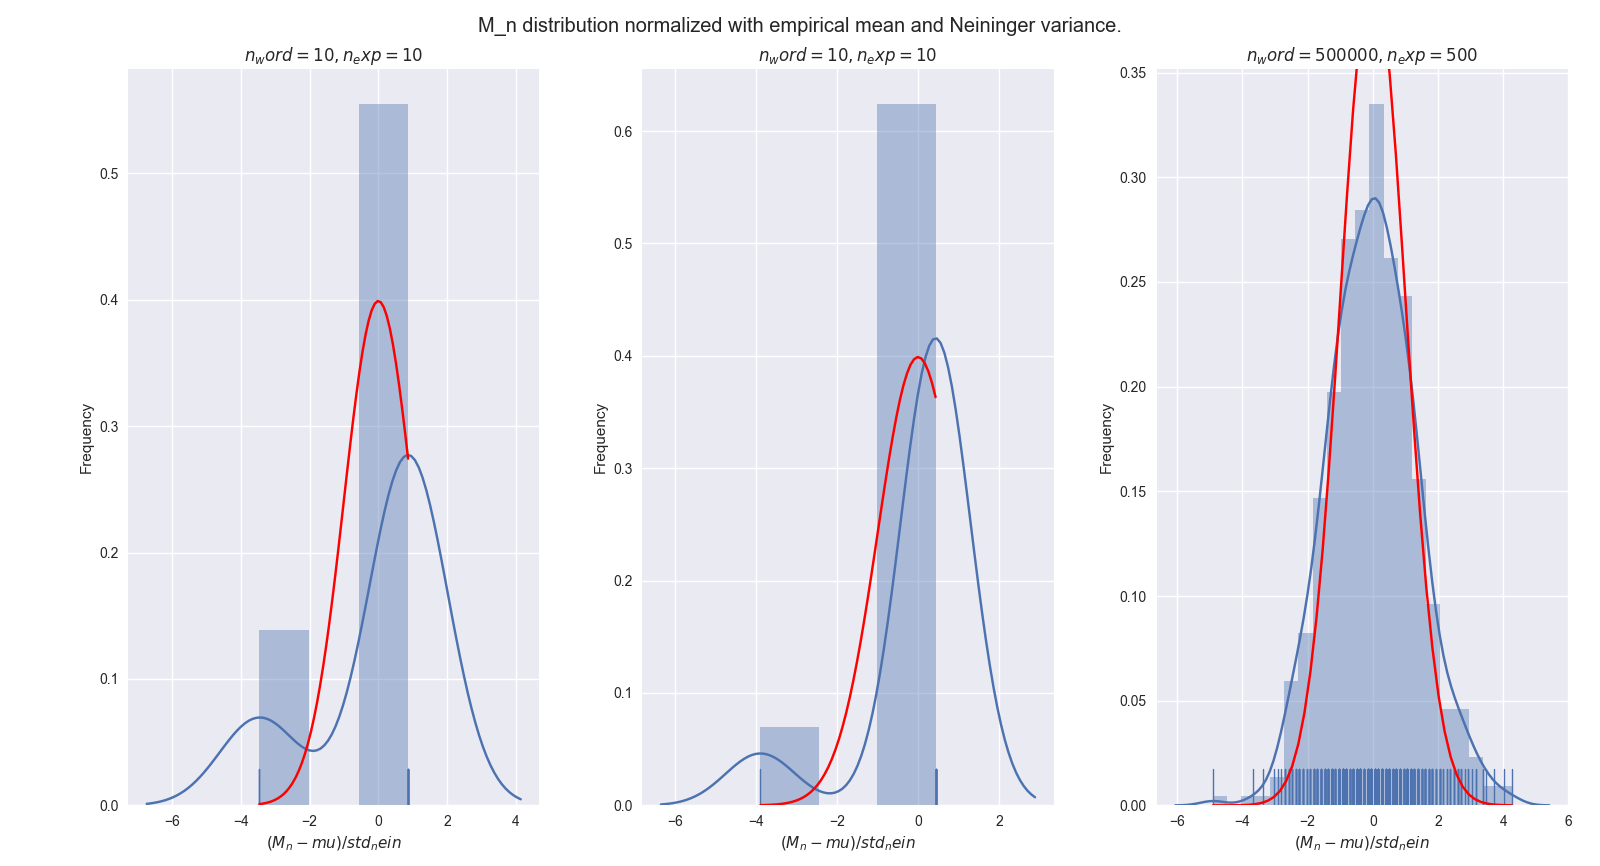 M_n distribution normalized with empirical mean and Neininger variance.
n_word = 10, n_exp = 10
0.5
0.4
0.3
0.2
0.1
0.0
Frequency
−6 −4 −2 0 2 4
(M_n − mu)/std_nein
n_word = 10, n_exp = 10
0.6
0.5
0.4
0.3
0.2
0.1
0.0
Frequency
−6 −4 −2 0 2
(M_n − mu)/std_nein
n_word = 500000, n_exp = 500
0.35
0.30
0.25
0.20
0.15
0.10
0.05
0.00
Frequency
−6 −4 −2 0 2 4 6
(M_n − mu)/std_nein